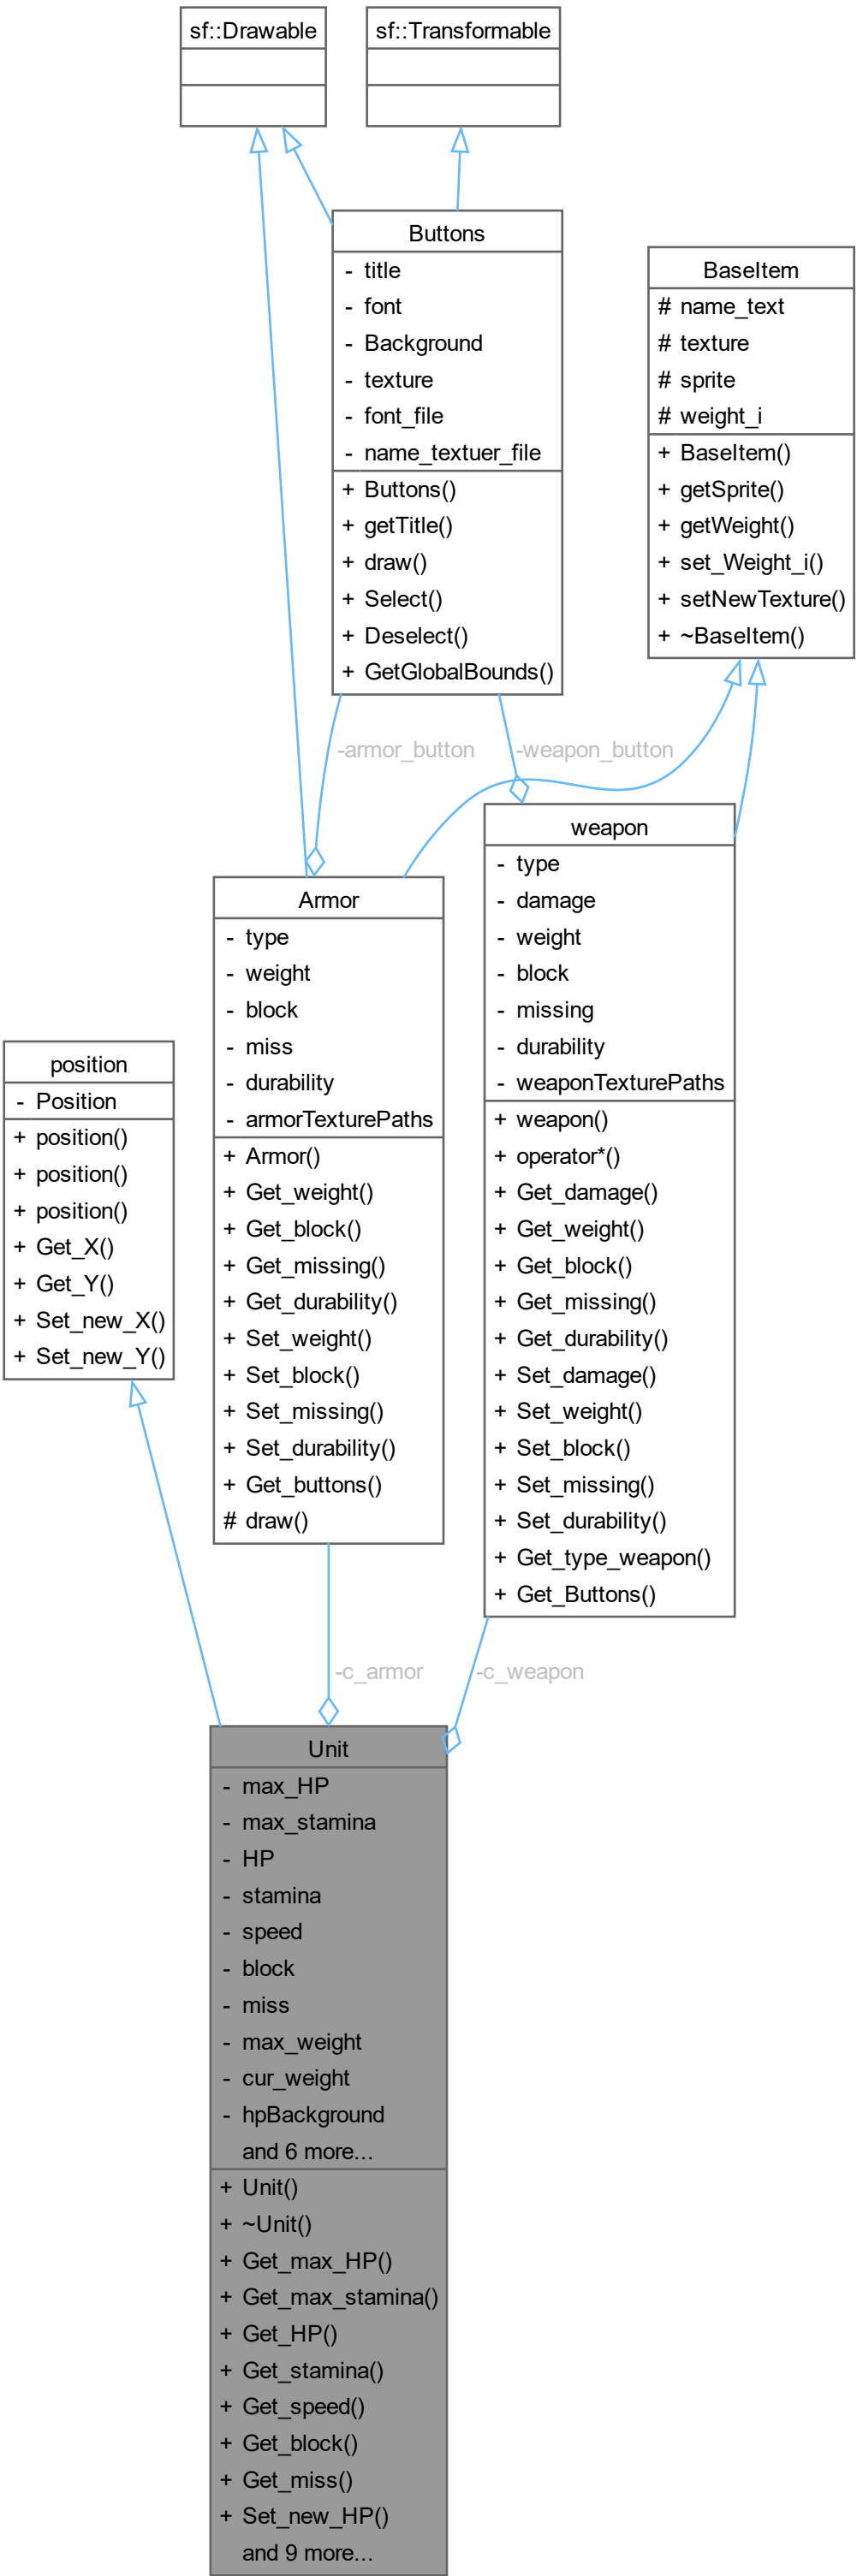 sf::Drawable
sf::Transformable
Buttons
- title
- font
- Background
- texture
- font_file
- name_textuer_file
+ Buttons()
+ getTitle()
+ draw()
+ Select()
+ Deselect()
+ GetGlobalBounds()
BaseItem
# name_text
# texture
# sprite
# weight_i
+ BaseItem()
+ getSprite()
+ getWeight()
+ set_Weight_i()
+ setNewTexture()
+ ~BaseItem()
-armor_button
-weapon_button
weapon
- type
- damage
- weight
- block
- missing
- durability
- weaponTexturePaths
+ weapon()
+ operator*()
+ Get_damage()
+ Get_weight()
+ Get_block()
+ Get_missing()
+ Get_durability()
+ Set_damage()
+ Set_weight()
+ Set_block()
+ Set_missing()
+ Set_durability()
+ Get_type_weapon()
+ Get_Buttons()
Armor
- type
- weight
- block
- miss
- durability
- armorTexturePaths
+ Armor()
+ Get_weight()
+ Get_block()
+ Get_missing()
+ Get_durability()
+ Set_weight()
+ Set_block()
+ Set_missing()
+ Set_durability()
+ Get_buttons()
# draw()
position
- Position
+ position()
+ position()
+ position()
+ Get_X()
+ Get_Y()
+ Set_new_X()
+ Set_new_Y()
-c_armor
-c_weapon
Unit
- max_HP
- max_stamina
- HP
- stamina
- speed
- block
- miss
- max_weight
- cur_weight
- hpBackground
and 6 more...
+ Unit()
+ ~Unit()
+ Get_max_HP()
+ Get_max_stamina()
+ Get_HP()
+ Get_stamina()
+ Get_speed()
+ Get_block()
+ Get_miss()
+ Set_new_HP()
and 9 more...